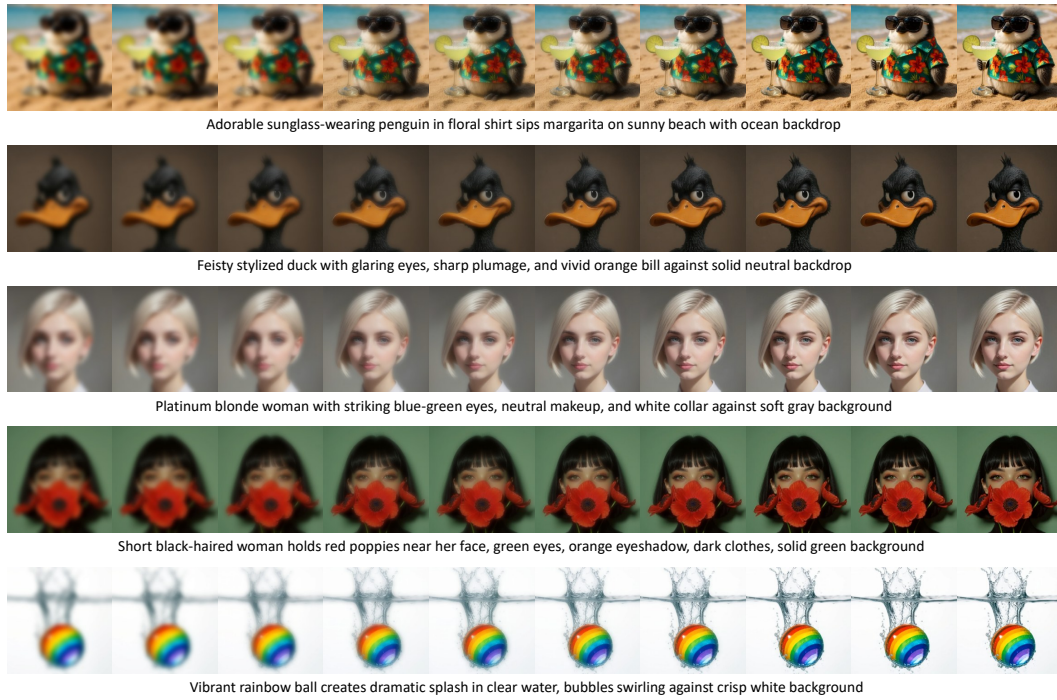 Adorable sunglass-wearing penguin in floral shirt sips margarita on sunny beach with ocean backdrop
Feisty stylized duck with glaring eyes, sharp plumage, and vivid orange bill against solid neutral backdrop
Platinum blonde woman with striking blue-green eyes, neutral makeup, and white collar against soft gray background
Short black-haired woman holds red poppies near her face, green eyes, orange eyeshadow, dark clothes, solid green background
Vibrant rainbow ball creates dramatic splash in clear water, bubbles swirling against crisp white background